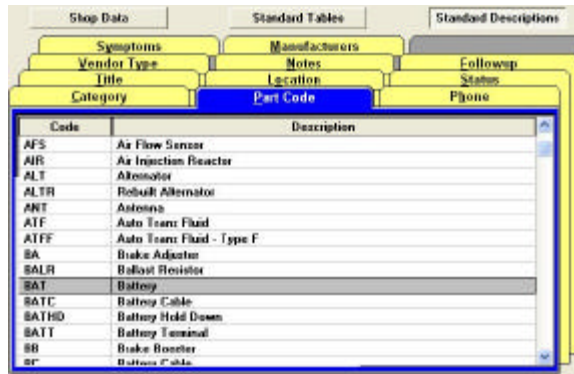 Shop Data Standard Tables Standard Descriptions
Symptoms Manufacturers
Vendor Type Notes Followup
Title Location Status
Category Part Code Phone
Code Description
AFS Air Flow Sensor
AIR Air Injection Reactor
ALT Alternator
ALTR Rebuilt Alternator
ANT Antenna
ATF Auto Trans Fluid
ATFF Auto Trans Fluid - Type F
BA Brake Adjuster
BALR Ballast Resistor
BAT Battery
BATC Battery Cable
BATHD Battery Hold Down
BATT Battery Terminal
BB Brake Booster
BC Battery Cable